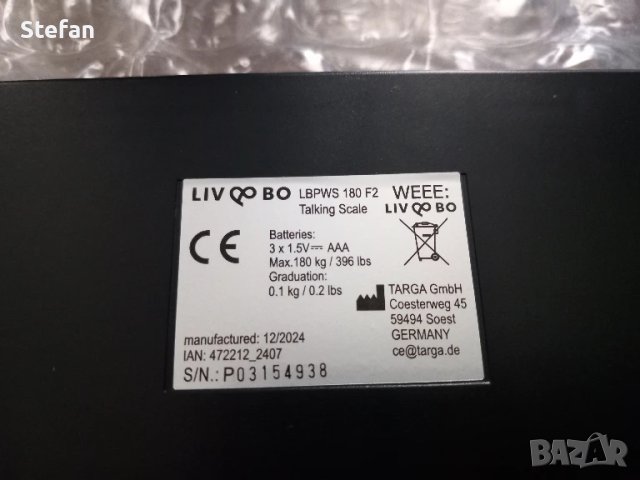 Stefan
LIV BO LBPWS 180 F2
Talking Scale
WEEE:
LIV BO
CE
Batteries:
3 x 1.5V⎓ AAA
Max.180 kg / 396 lbs
Graduation:
0.1 kg / 0.2 lbs
TARGA GmbH
Coesterweg 45
59494 Soest
GERMANY
ce@targa.de
manufactured: 12/2024
IAN: 472212_2407
S/N.: P03154938
BAZAR